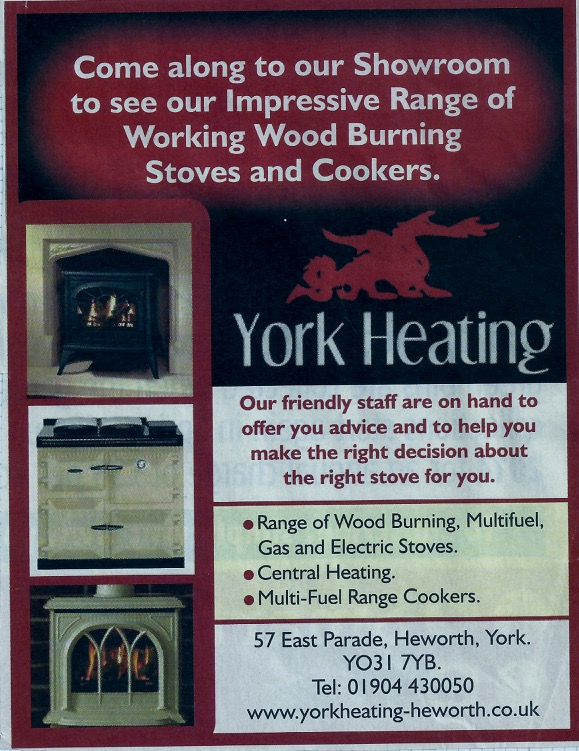 Come along to our Showroom
to see our Impressive Range of
Working Wood Burning
Stoves and Cookers.
York Heating
Our friendly staff are on hand to
offer you advice and to help you
make the right decision about
the right stove for you.
• Range of Wood Burning, Multifuel,
Gas and Electric Stoves.
• Central Heating.
• Multi-Fuel Range Cookers.
57 East Parade, Heworth, York.
YO31 7YB.
Tel: 01904 430050
www.yorkheating-heworth.co.uk